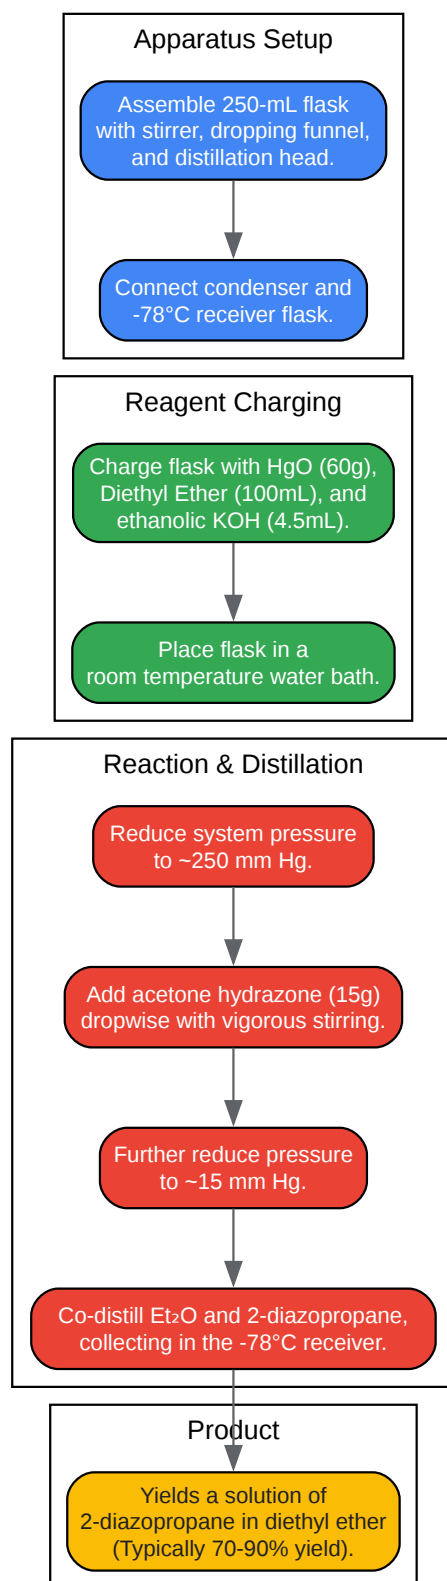 Apparatus Setup
Assemble 250-mL flask
with stirrer, dropping funnel,
and distillation head.
Connect condenser and
-78°C receiver flask.
Reagent Charging
Charge flask with HgO (60g),
Diethyl Ether (100mL), and
ethanolic KOH (4.5mL).
Place flask in a
room temperature water bath.
Reaction & Distillation
Reduce system pressure
to ~250 mm Hg.
Add acetone hydrazone (15g)
dropwise with vigorous stirring.
Further reduce pressure
to ~15 mm Hg.
Co-distill Et₂O and 2-diazopropane,
collecting in the -78°C receiver.
Product
Yields a solution of
2-diazopropane in diethyl ether
(Typically 70-90% yield).